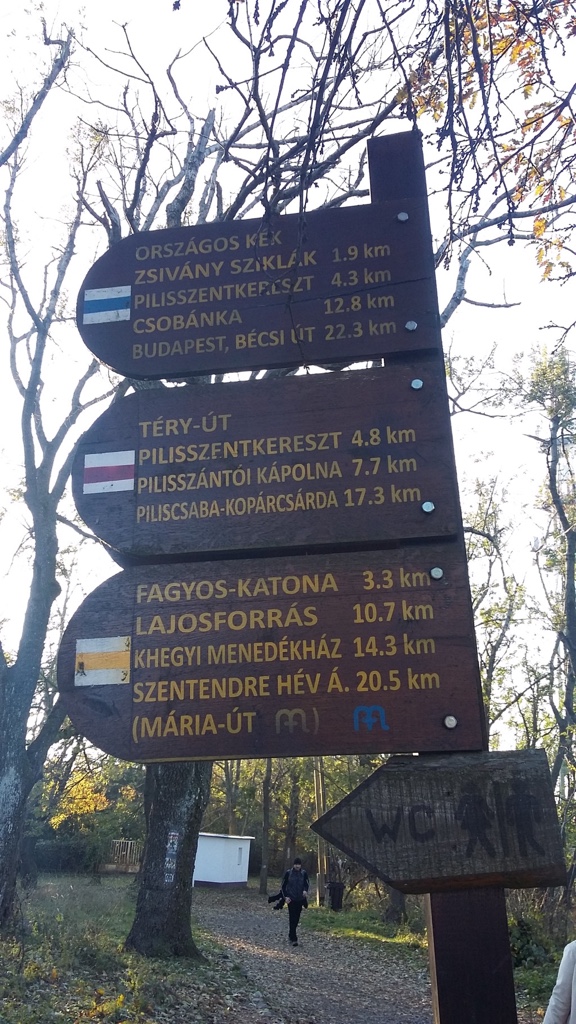 ORSZÁGOS KÉK
ZSIVÁNY SZIKLÁK 1.9 km
PILISSZENTKERESZT 4.3 km
CSOBÁNKA 12.8 km
BUDAPEST, BÉCSI ÚT 22.3 km
TÉRY-ÚT
PILISSZENTKERESZT 4.8 km
PILISSZÁNTÓI KÁPOLNA 7.7 km
PILISCSABA-KOPÁRCSÁRDA 17.3 km
FAGYOS-KATONA 3.3 km
LAJOSFORRÁS 10.7 km
KHEGYI MENEDÉKHÁZ 14.3 km
SZENTENDRE HÉV Á. 20.5 km
(MÁRIA-ÚT )
WC